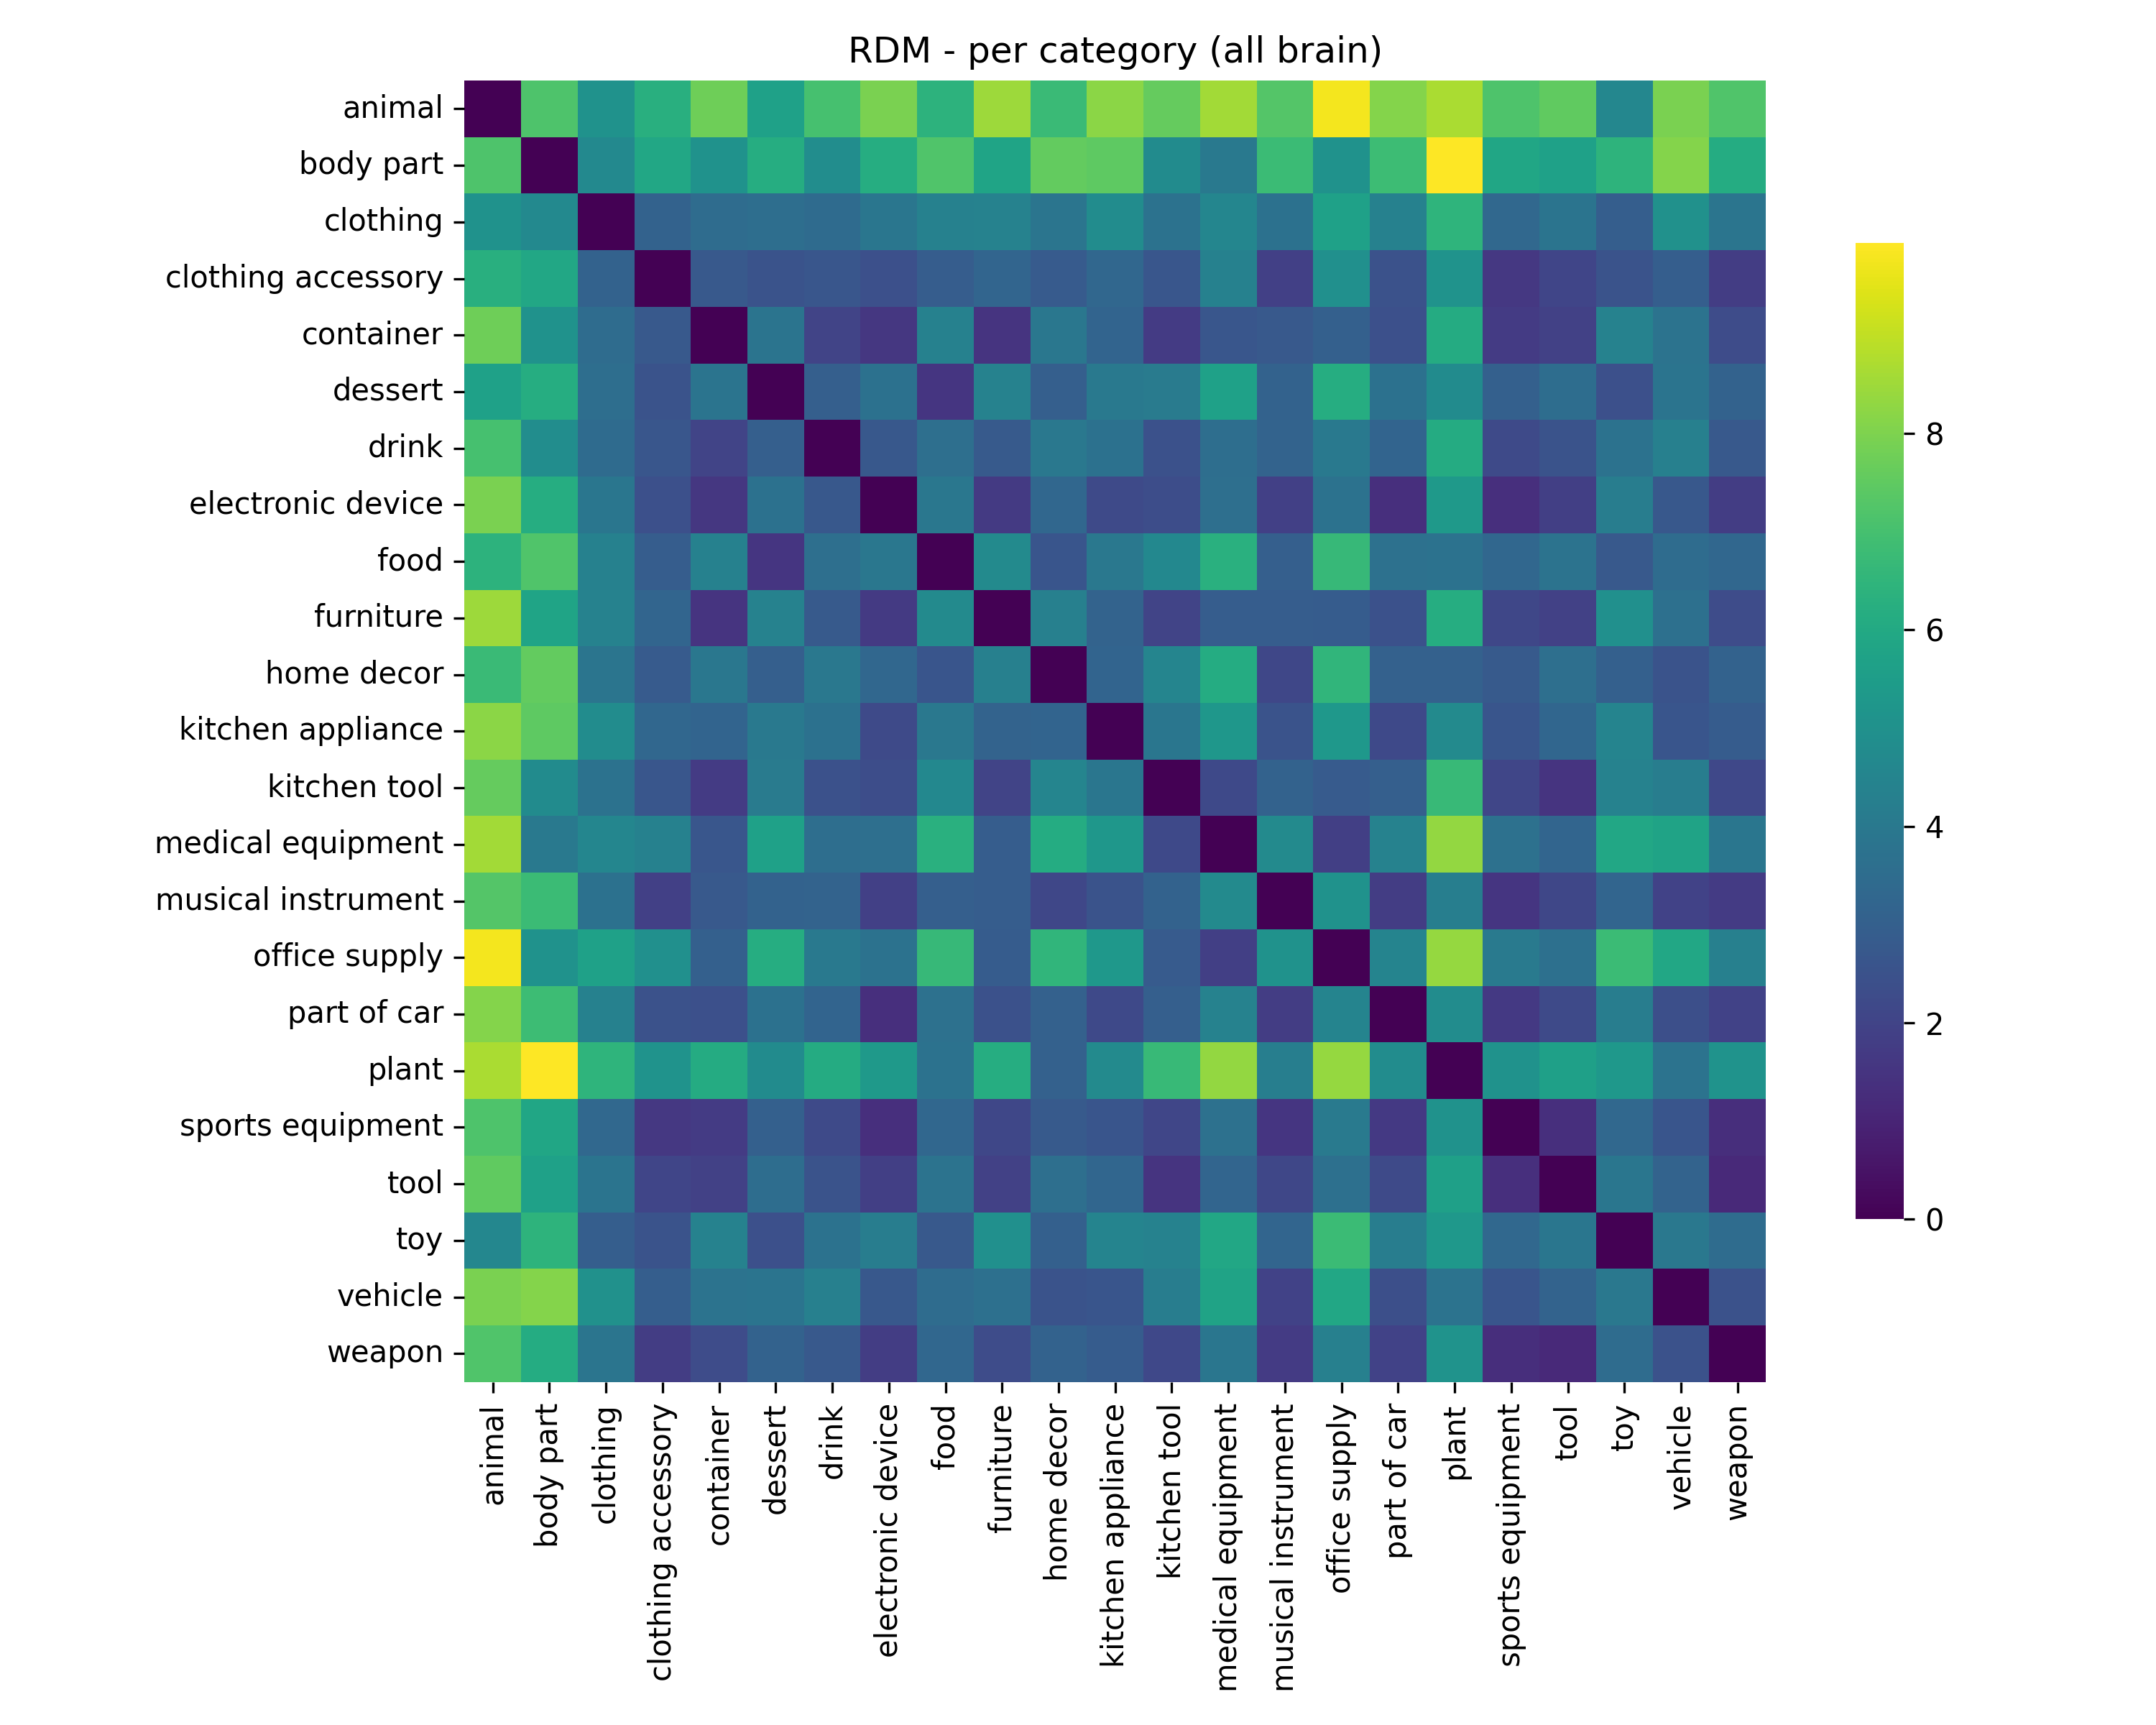 RDM - per category (all brain)
animal
body part
clothing
clothing accessory
container
dessert
drink
electronic device
food
furniture
home decor
kitchen appliance
kitchen tool
medical equipment
musical instrument
office supply
part of car
plant
sports equipment
tool
toy
vehicle
weapon
8
6
4
2
0
animal
body part
clothing
clothing accessory
container
dessert
drink
electronic device
food
furniture
home decor
kitchen appliance
kitchen tool
medical equipment
musical instrument
office supply
part of car
plant
sports equipment
tool
toy
vehicle
weapon